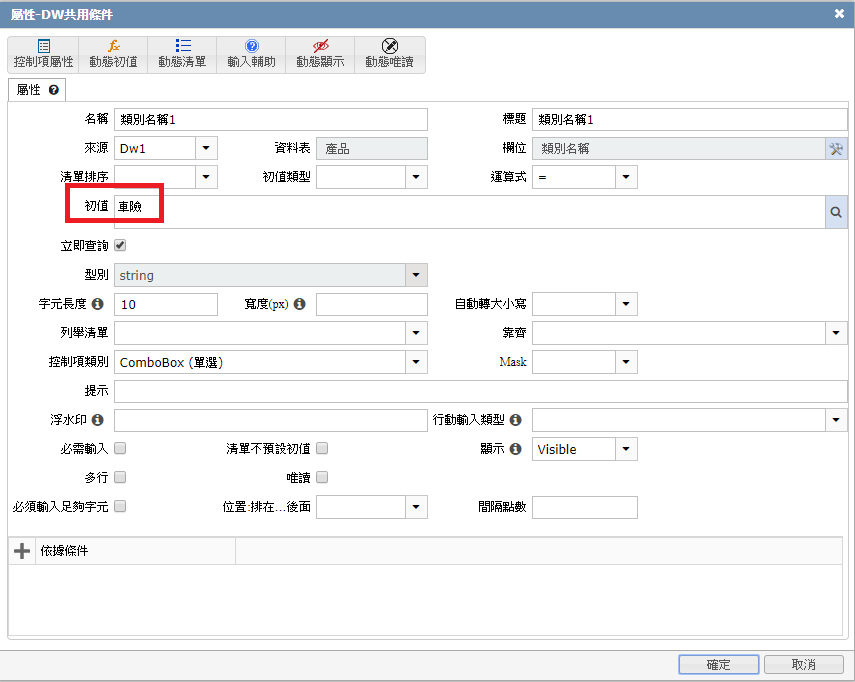 屬性-DW共用條件
控制項屬性 動態初值 動態清單 輸入輔助 動態顯示 動態唯讀
屬性
名稱 類別名稱1 標題 類別名稱1
來源 Dw1 資料表 產品 欄位 類別名稱
清單排序 初值類型 運算式 =
初值 車險
立即查詢
型別 string
字元長度 10 寬度(px) 自動轉大小寫
列舉清單 靠齊
控制項類別 ComboBox (單選) Mask
提示
浮水印 行動輸入類型
必需輸入 清單不預設初值 顯示 Visible
多行 唯讀
必須輸入足夠字元 位置:排在...後面 間隔點數
依據條件
確定 取消